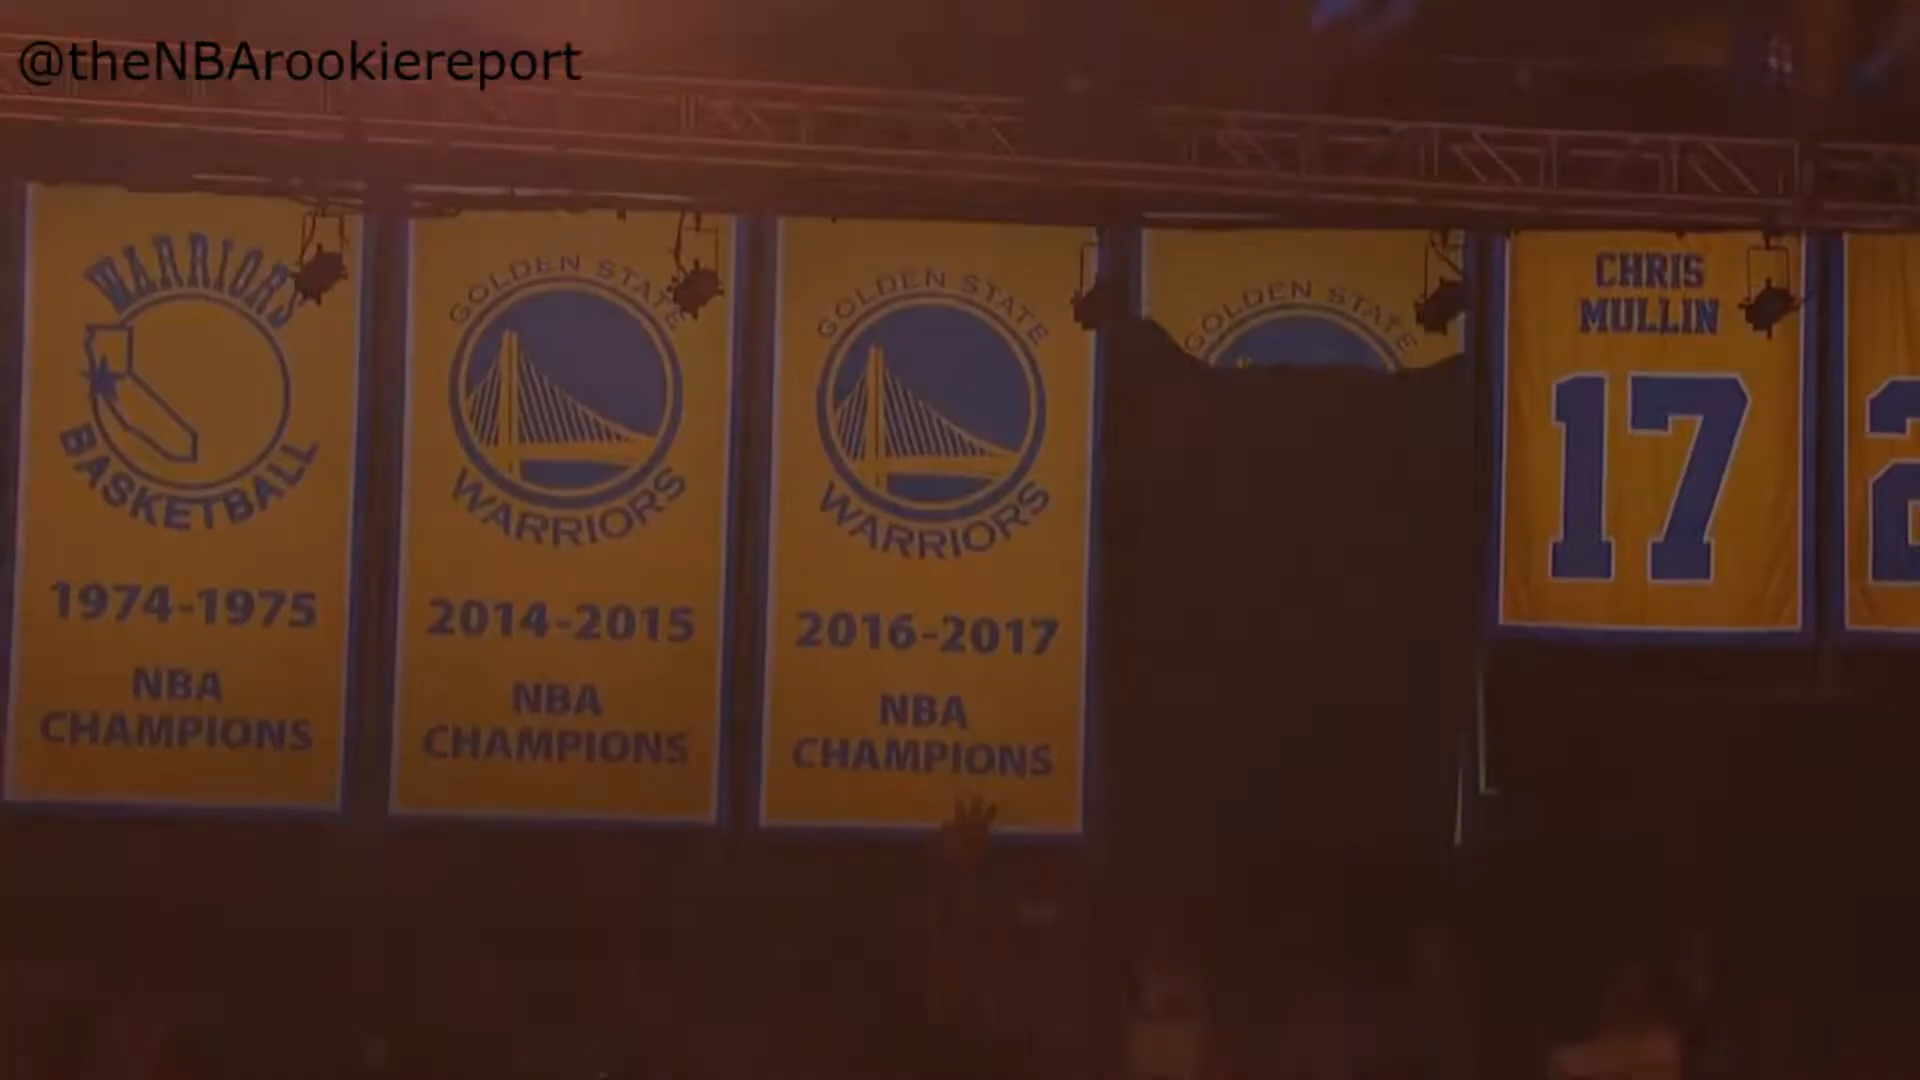 @theNBArookiereport
WARRIORS
BASKETBALL
1974-1975
NBA
CHAMPIONS
GOLDEN STATE
WARRIORS
2014-2015
NBA
CHAMPIONS
GOLDEN STATE
WARRIORS
2016-2017
NBA
CHAMPIONS
GOLDEN STATE
CHRIS
MULLIN
17
2